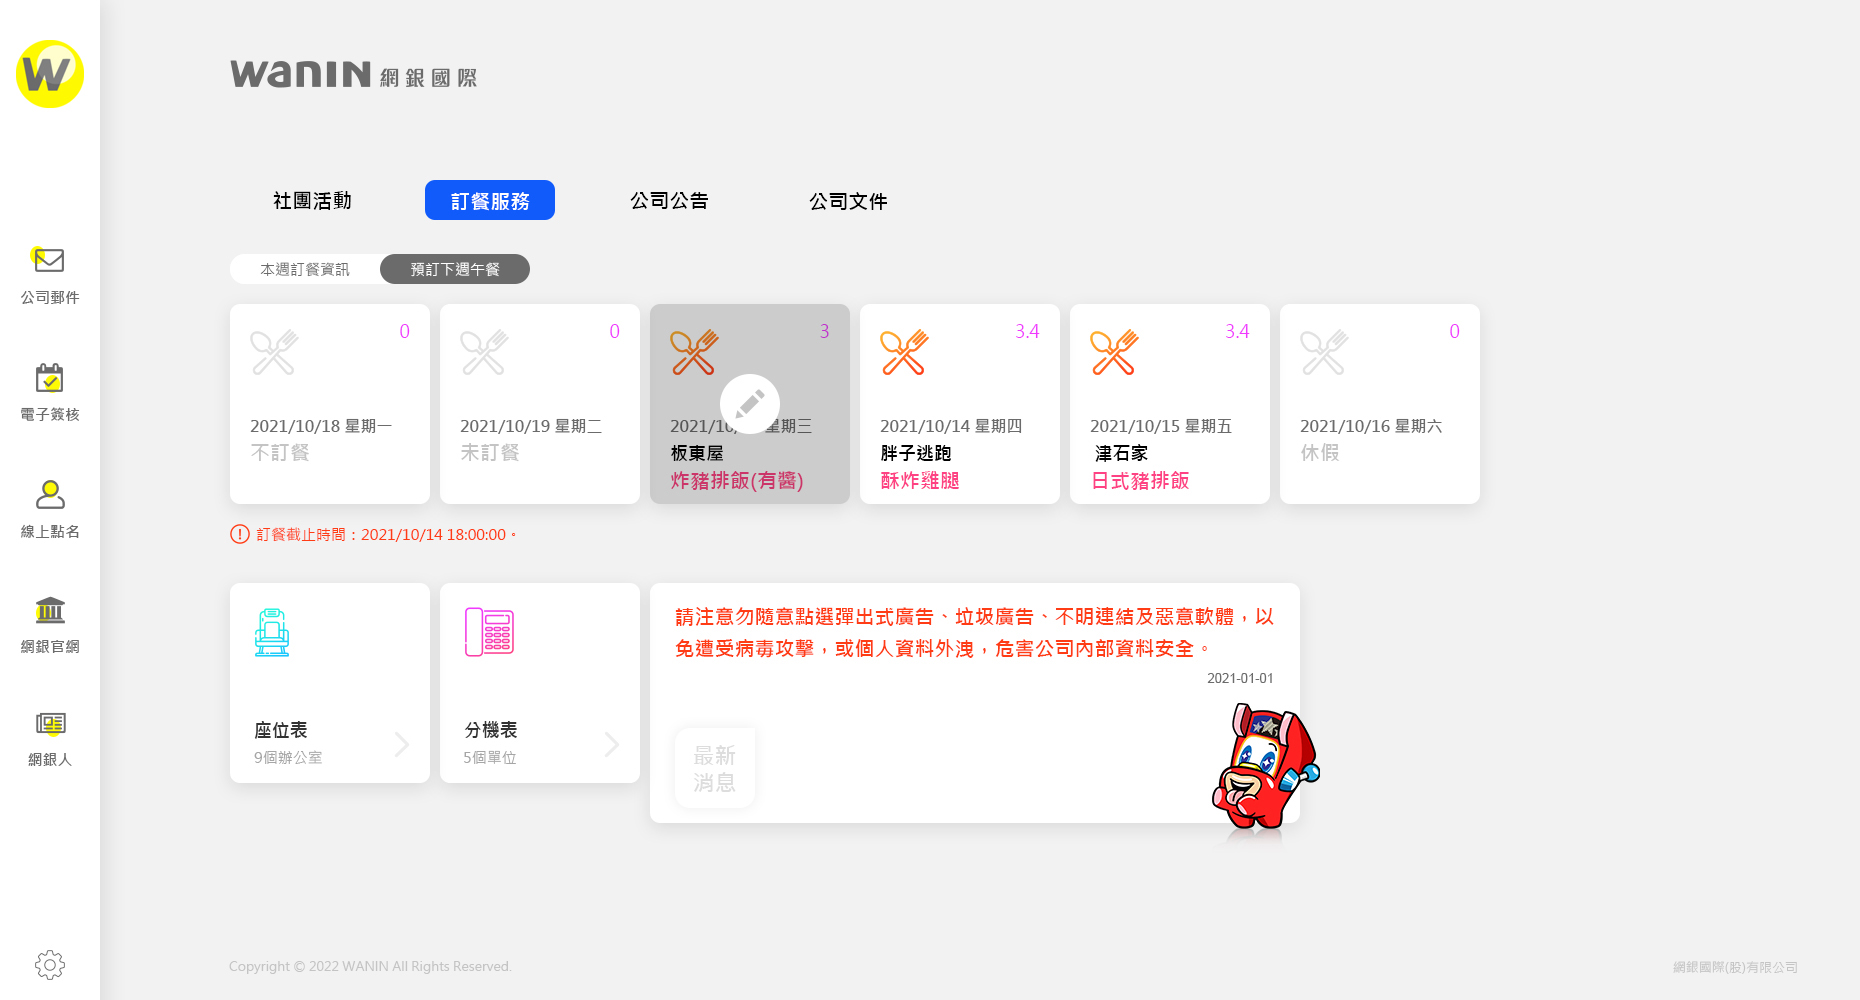 W
公司郵件
電子簽核
線上點名
網銀官網
網銀人
wanin 網銀國際
社團活動
訂餐服務
公司公告
公司文件
本週訂餐資訊
預訂下週午餐
0
2021/10/18 星期一
不訂餐
0
2021/10/19 星期二
未訂餐
3
2021/10 星期三
板東屋
炸豬排飯(有醬)
3.4
2021/10/14 星期四
胖子逃跑
酥炸雞腿
3.4
2021/10/15 星期五
津石家
日式豬排飯
0
2021/10/16 星期六
休假
訂餐截止時間：2021/10/14 18:00:00。
座位表
9個辦公室
分機表
5個單位
請注意勿隨意點選彈出式廣告、垃圾廣告、不明連結及惡意軟體，以
免遭受病毒攻擊，或個人資料外洩，危害公司內部資料安全。
2021-01-01
最新
消息
Copyright © 2022 WANIN All Rights Reserved.
網銀國際(股)有限公司